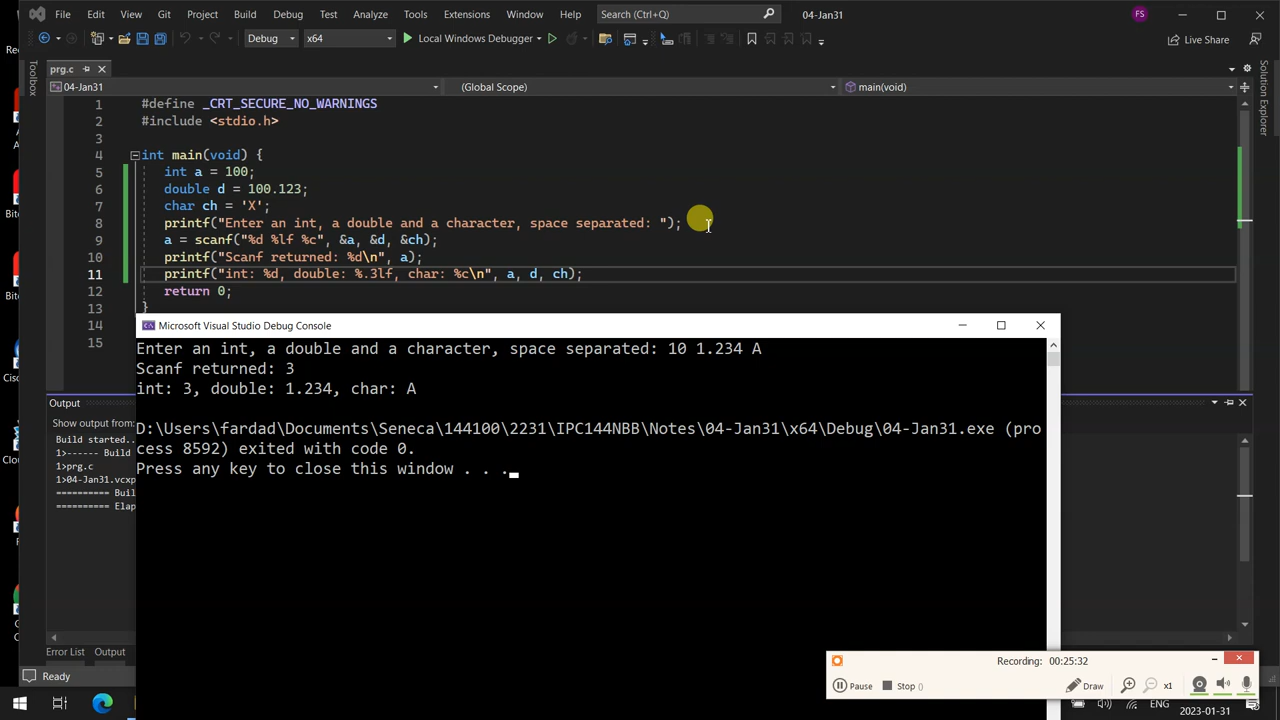 File Edit View Git Project Build Debug Test Analyze Tools Extensions Window Help Search (Ctrl+Q) 04-Jan31 FS
Debug x64 Local Windows Debugger Live Share
Toolbox
prg.c
04-Jan31 (Global Scope) main(void)
Solution Explorer
1 #define _CRT_SECURE_NO_WARNINGS
2 #include <stdio.h>
3
4 int main(void) {
5 int a = 100;
6 double d = 100.123;
7 char ch = 'X';
8 printf("Enter an int, a double and a character, space separated: ");
9 a = scanf("%d %lf %c", &a, &d, &ch);
10 printf("Scanf returned: %d\n", a);
11 printf("int: %d, double: %.3lf, char: %c\n", a, d, ch);
12 return 0;
13 }
14
15
Microsoft Visual Studio Debug Console
Enter an int, a double and a character, space separated: 10 1.234 A
Scanf returned: 3
int: 3, double: 1.234, char: A
D:\Users\fardad\Documents\Seneca\144100\2231\IPC144NBB\Notes\04-Jan31\x64\Debug\04-Jan31.exe (pro
cess 8592) exited with code 0.
Press any key to close this window . . .
Output
Show output from:
Build started..
1>------ Build
1>prg.c
1>04-Jan31.vcxp
========== Bui
========== Elap
Error List Output
Ready
Recording: 00:25:32
Pause Stop () Draw x1
ENG 2023-01-31